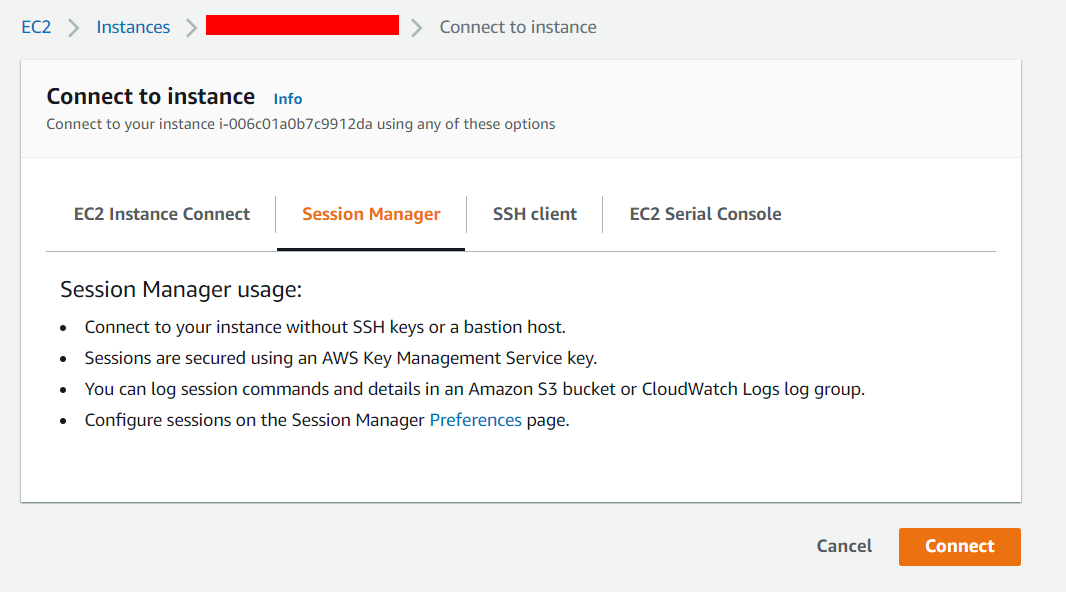 EC2 Instances Connect to instance
Connect to instance Info
Connect to your instance i-006c01a0b7c9912da using any of these options
EC2 Instance Connect Session Manager SSH client EC2 Serial Console
Session Manager usage:
Connect to your instance without SSH keys or a bastion host.
Sessions are secured using an AWS Key Management Service key.
You can log session commands and details in an Amazon S3 bucket or CloudWatch Logs log group.
Configure sessions on the Session Manager Preferences page.
Cancel Connect